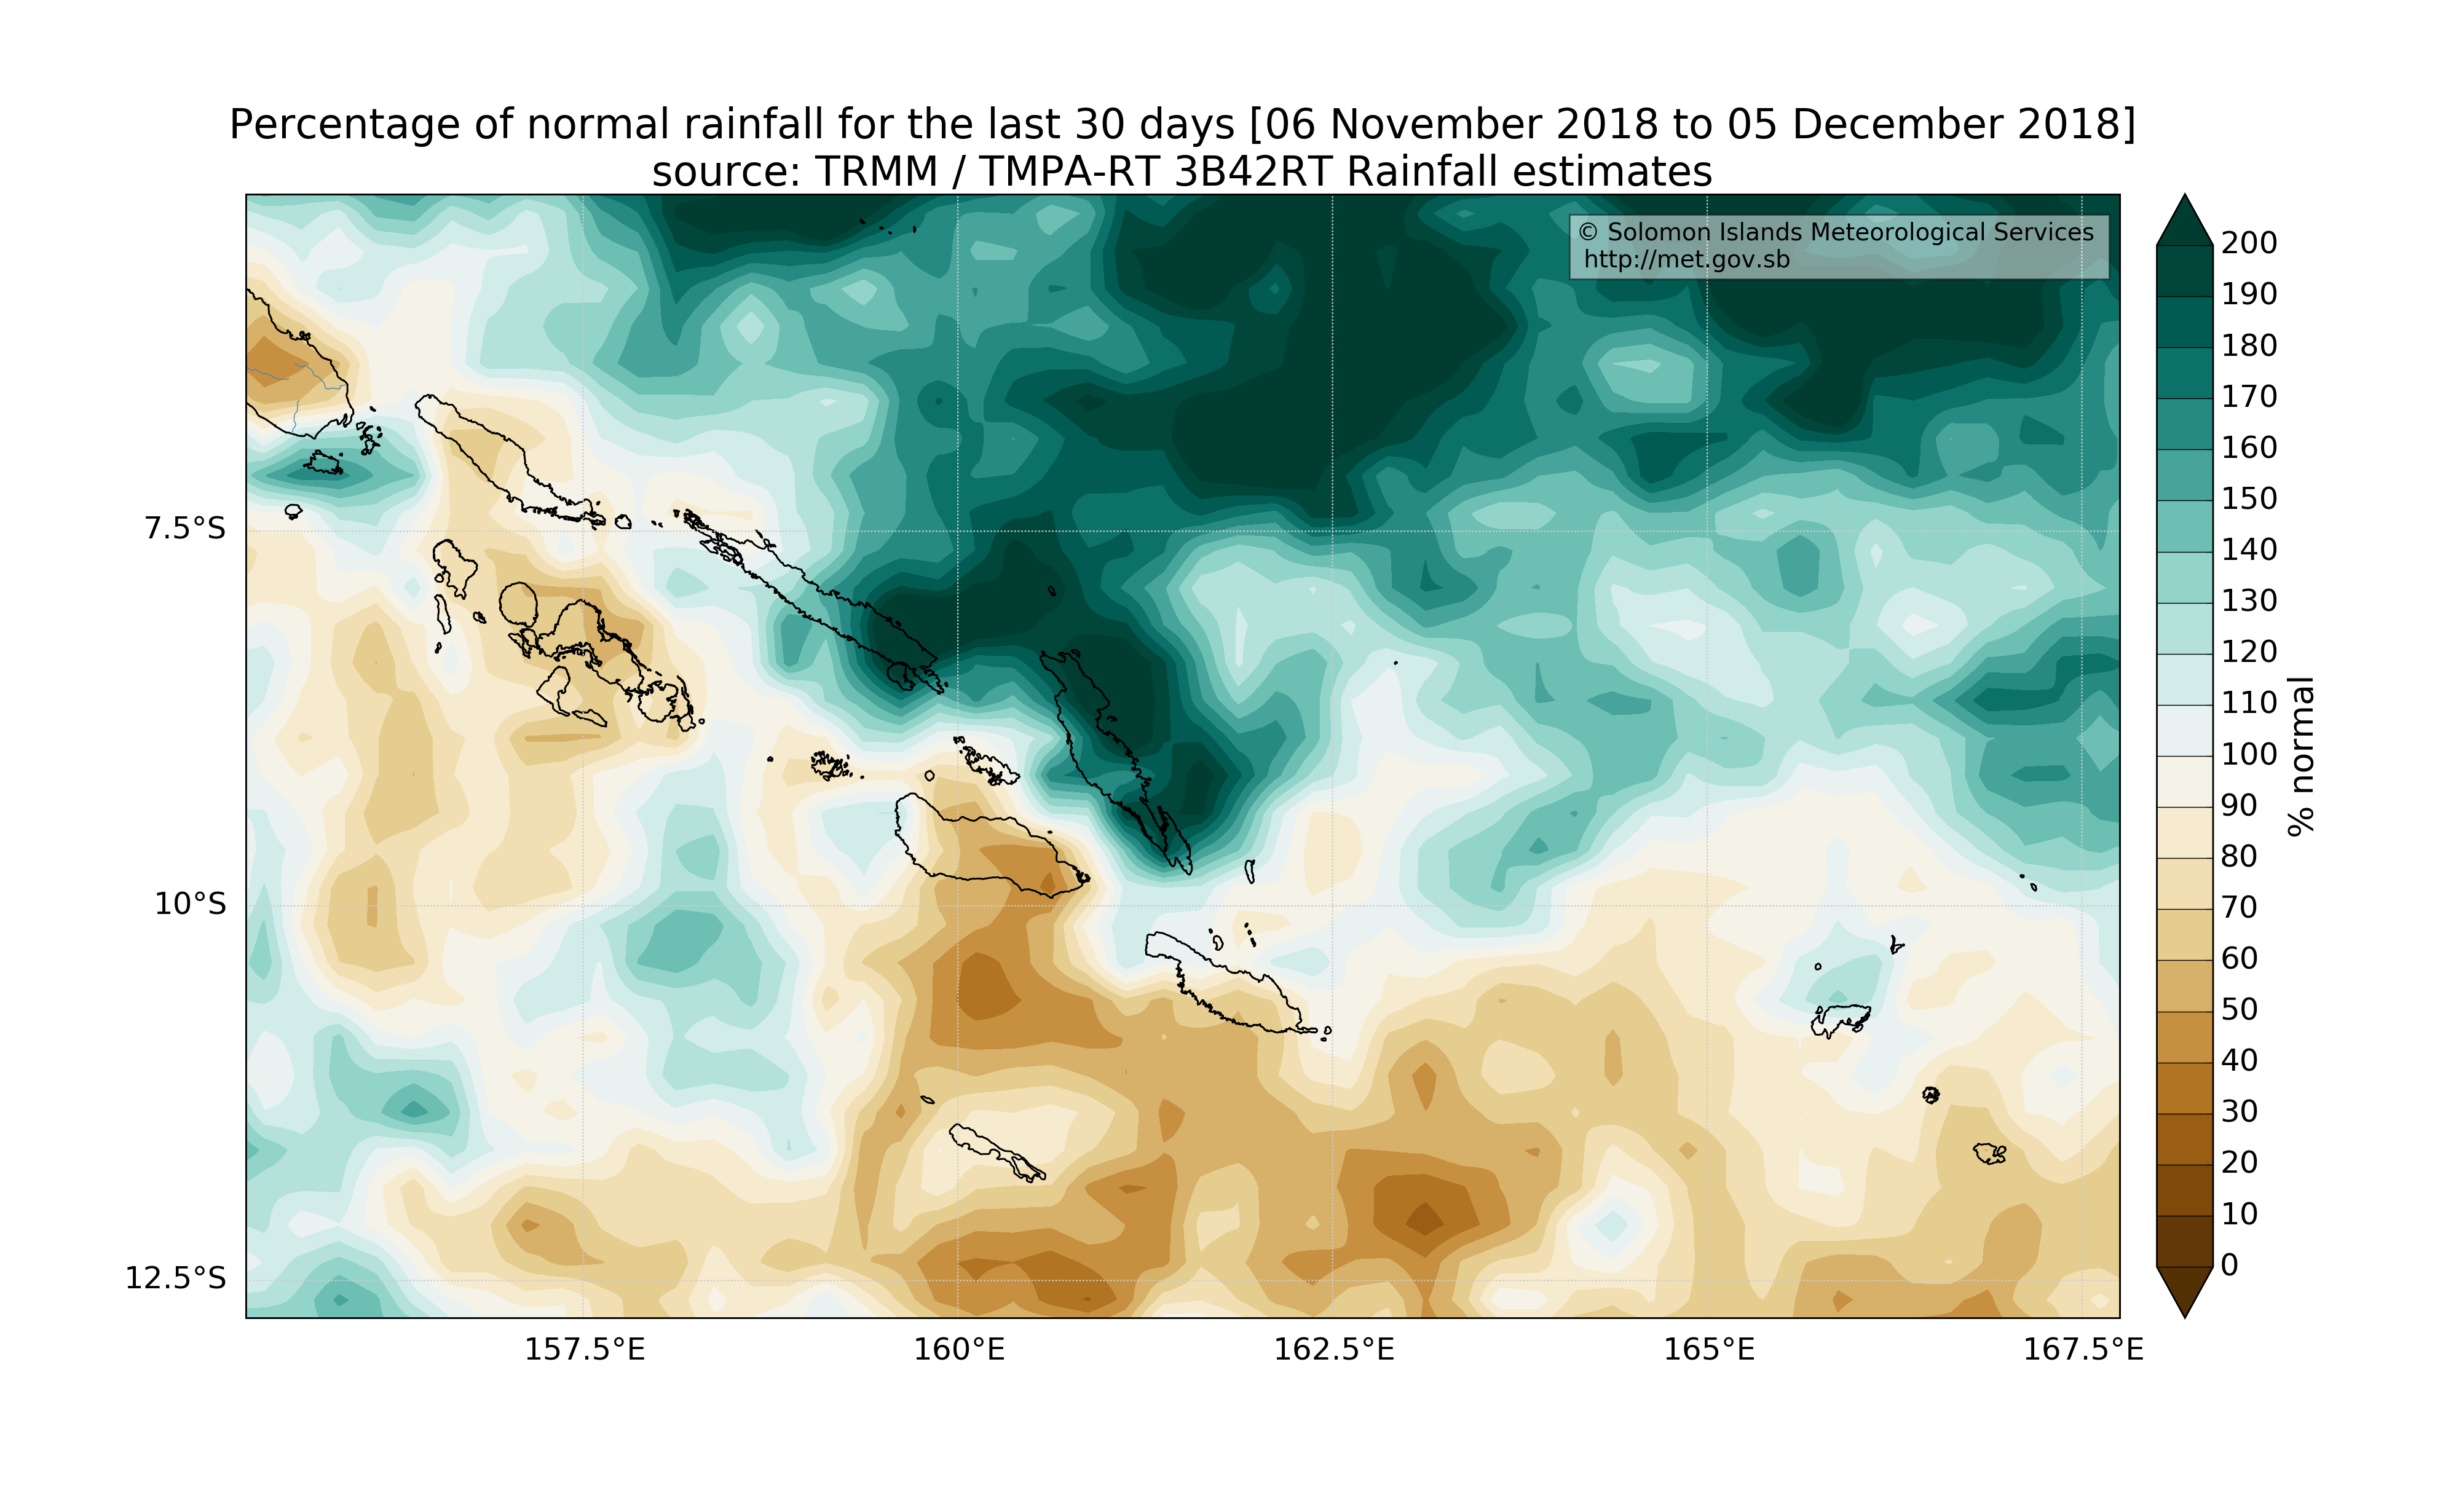 Percentage of normal rainfall for the last 30 days [06 November 2018 to 05 December 2018]
source: TRMM / TMPA-RT 3B42RT Rainfall estimates
© Solomon Islands Meteorological Services
http://met.gov.sb
7.5°S
10°S
12.5°S
157.5°E
160°E
162.5°E
165°E
167.5°E
200
190
180
170
160
150
140
130
120
110
100
90
80
70
60
50
40
30
20
10
0
% normal